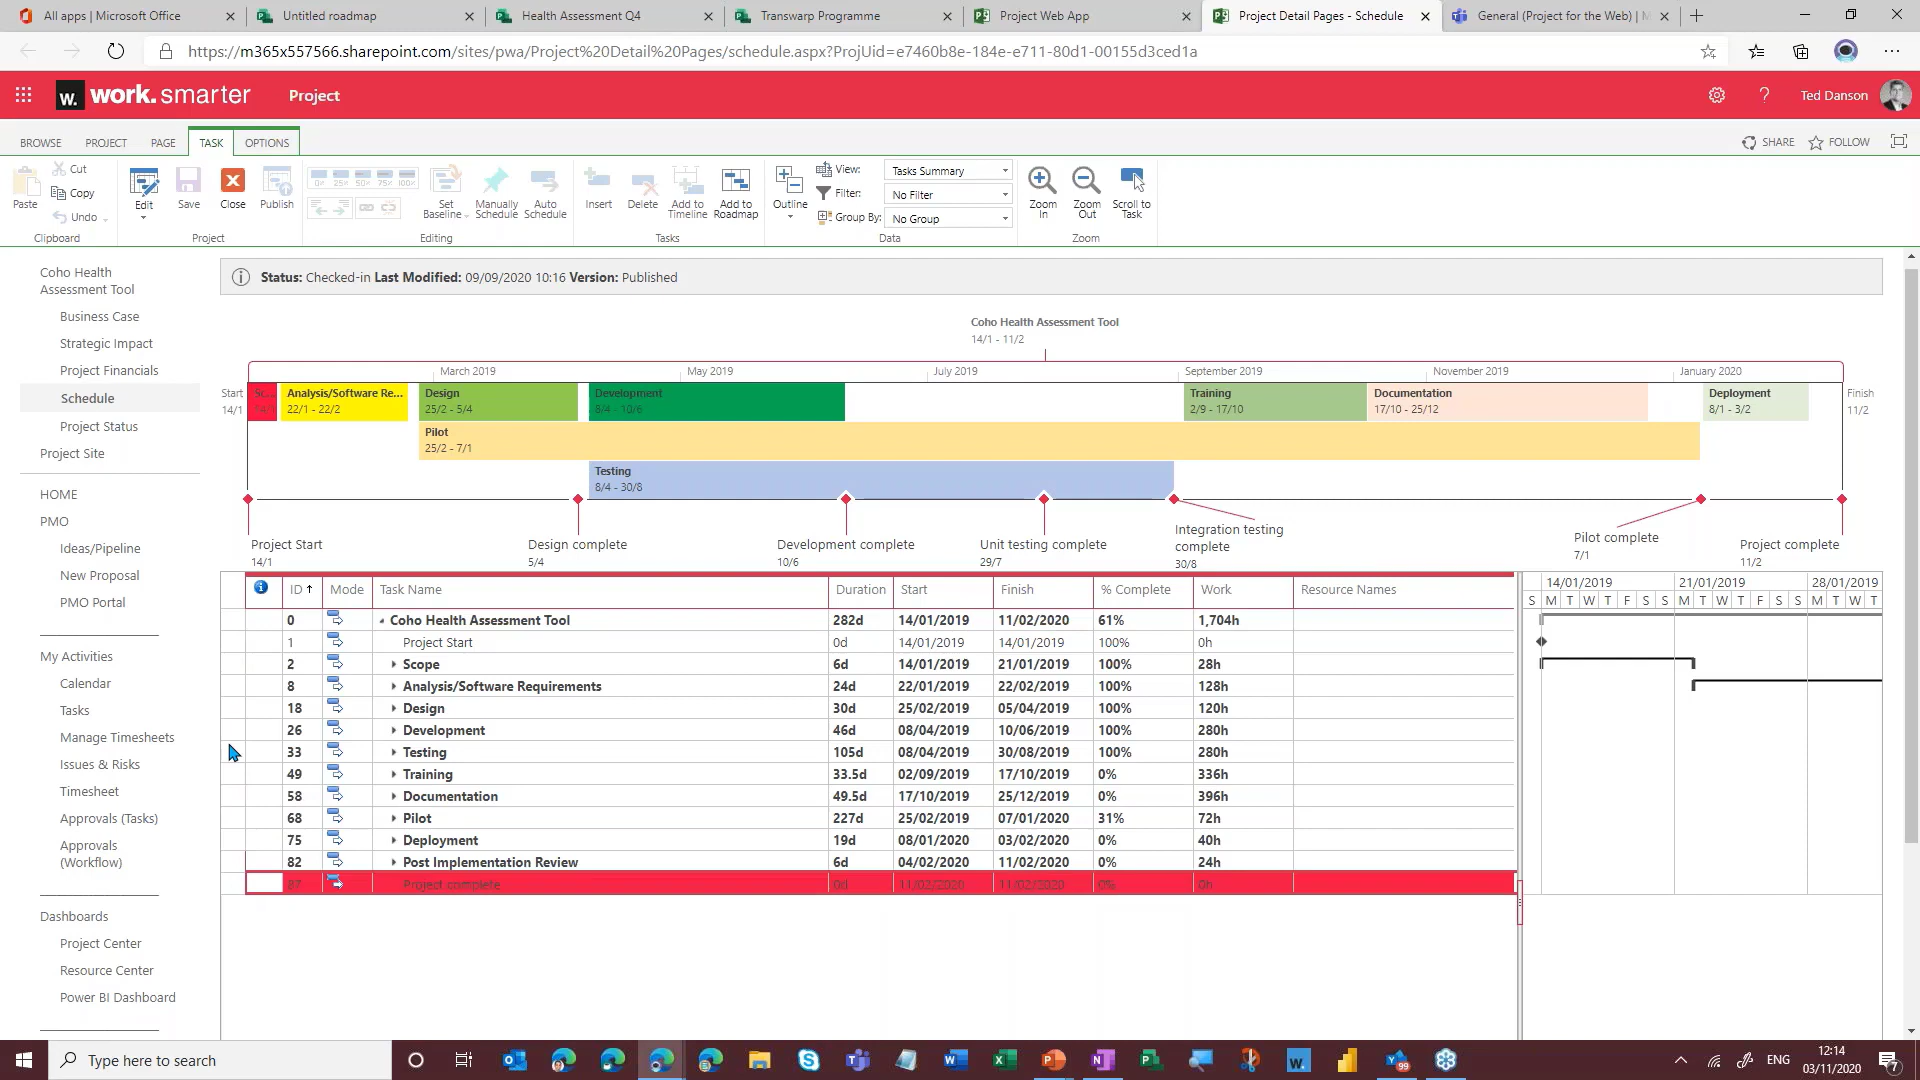 All apps | Microsoft Office
Untitled roadmap
Health Assessment Q4
Transwarp Programme
Project Web App
Project Detail Pages - Schedule
General (Project for the Web) | M
https://m365x557566.sharepoint.com/sites/pwa/Project%20Detail%20Pages/schedule.aspx?ProjUid=e7460b8e-184e-e711-80d1-00155d3ced1a
w. work.smarter
Project
Ted Danson
BROWSE PROJECT PAGE TASK OPTIONS
SHARE FOLLOW
Paste Cut Copy Undo
Clipboard
Edit Save Close Publish
Project
0% 25% 50% 75% 100%
Set Baseline
Manually Schedule
Auto Schedule
Editing
Insert Delete
Add to Timeline
Add to Roadmap
Tasks
Outline
View: Tasks Summary
Filter: No Filter
Group By: No Group
Data
Zoom In
Zoom Out
Scroll to Task
Zoom
Coho Health
Assessment Tool
Business Case
Strategic Impact
Project Financials
Schedule
Project Status
Project Site
HOME
PMO
Ideas/Pipeline
New Proposal
PMO Portal
My Activities
Calendar
Tasks
Manage Timesheets
Issues & Risks
Timesheet
Approvals (Tasks)
Approvals
(Workflow)
Dashboards
Project Center
Resource Center
Power BI Dashboard
Status: Checked-in Last Modified: 09/09/2020 10:16 Version: Published
Coho Health Assessment Tool
14/1 - 11/2
March 2019 May 2019 July 2019 September 2019 November 2019 January 2020
Start
14/1
Sc...
14/1
Analysis/Software Re...
22/1 - 22/2
Design
25/2 - 5/4
Development
8/4 - 10/6
Training
2/9 - 17/10
Documentation
17/10 - 25/12
Deployment
8/1 - 3/2
Finish
11/2
Pilot
25/2 - 7/1
Testing
8/4 - 30/8
Project Start
14/1
Design complete
5/4
Development complete
10/6
Unit testing complete
29/7
Integration testing
complete
30/8
Pilot complete
7/1
Project complete
11/2
ID Mode Task Name Duration Start Finish % Complete Work Resource Names
0 Coho Health Assessment Tool 282d 14/01/2019 11/02/2020 61% 1,704h
1 Project Start 0d 14/01/2019 14/01/2019 100% 0h
2 Scope 6d 14/01/2019 21/01/2019 100% 28h
8 Analysis/Software Requirements 24d 22/01/2019 22/02/2019 100% 128h
18 Design 30d 25/02/2019 05/04/2019 100% 120h
26 Development 46d 08/04/2019 10/06/2019 100% 280h
33 Testing 105d 08/04/2019 30/08/2019 100% 280h
49 Training 33.5d 02/09/2019 17/10/2019 0% 336h
58 Documentation 49.5d 17/10/2019 25/12/2019 0% 396h
68 Pilot 227d 25/02/2019 07/01/2020 31% 72h
75 Deployment 19d 08/01/2020 03/02/2020 0% 40h
82 Post Implementation Review 6d 04/02/2020 11/02/2020 0% 24h
87 Project complete 0d 11/02/2020 11/02/2020 0% 0h
14/01/2019 21/01/2019 28/01/2019
S M T W T F S S M T W T F S S M T W T
Type here to search
99
ENG
12:14
03/11/2020
7